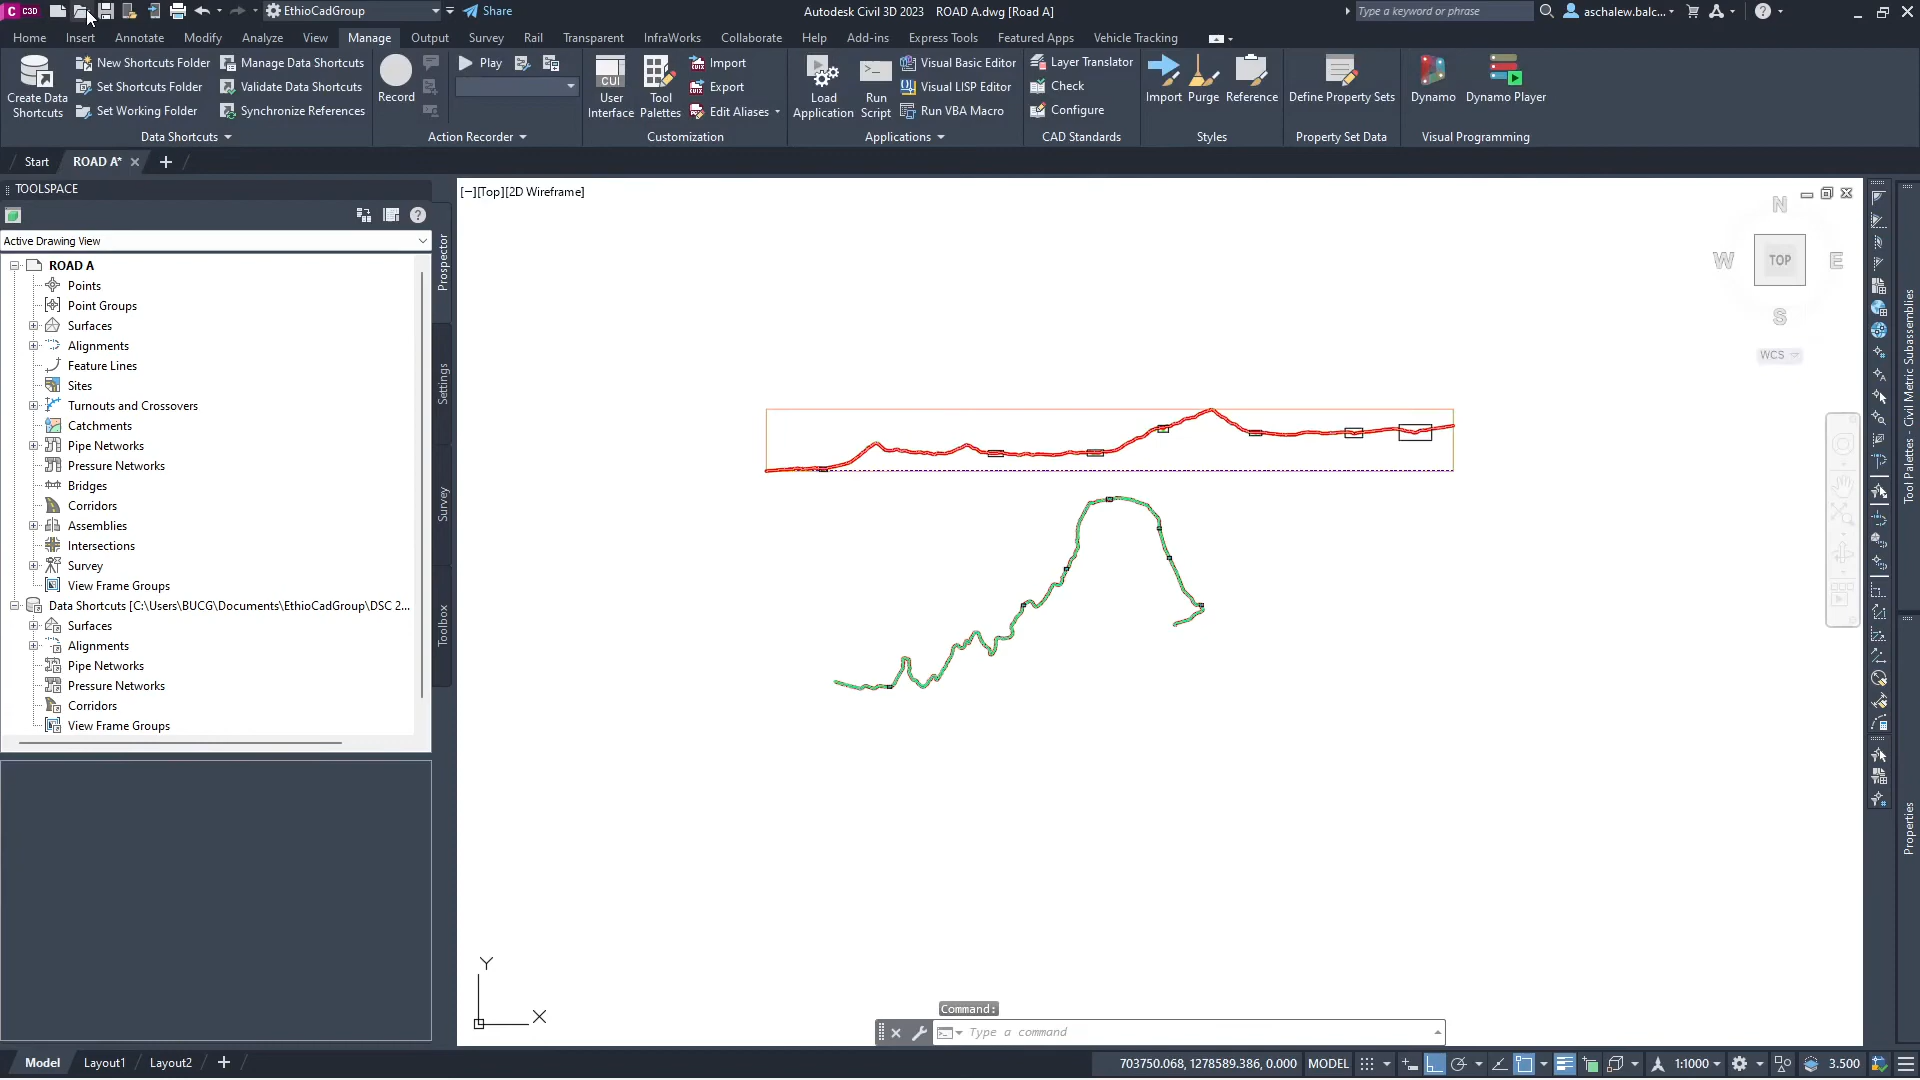 C C3D EthioCadGroup Share Autodesk Civil 3D 2023 ROAD A.dwg [Road A] Type a keyword or phrase aschalew.balc...
Home Insert Annotate Modify Analyze View Manage Output Survey Rail Transparent InfraWorks Collaborate Help Add-ins Express Tools Featured Apps Vehicle Tracking
Create Data Shortcuts
New Shortcuts Folder
Set Shortcuts Folder
Set Working Folder
Manage Data Shortcuts
Validate Data Shortcuts
Synchronize References
Data Shortcuts
Record
Play
Action Recorder
CUI
User Interface
Tool Palettes
Import
Export
Edit Aliases
Customization
Load Application
Run Script
Visual Basic Editor
Visual LISP Editor
Run VBA Macro
Applications
Layer Translator
Check
Configure
CAD Standards
Import
Purge
Reference
Styles
Define Property Sets
Property Set Data
Dynamo
Dynamo Player
Visual Programming
Start ROAD A*
TOOLSPACE
Active Drawing View
ROAD A
Points
Point Groups
Surfaces
Alignments
Feature Lines
Sites
Turnouts and Crossovers
Catchments
Pipe Networks
Pressure Networks
Bridges
Corridors
Assemblies
Intersections
Survey
View Frame Groups
Data Shortcuts [C:\Users\BUCG\Documents\EthioCadGroup\DSC 2...
Surfaces
Alignments
Pipe Networks
Pressure Networks
Corridors
View Frame Groups
Prospector
Settings
Survey
Toolbox
[−][Top][2D Wireframe]
N
W TOP E
S
WCS
Y
X
Command:
Type a command
Tool Palettes - Civil Metric Subassemblies
Properties
Model Layout1 Layout2 703750.068, 1278589.386, 0.000 MODEL 1:1000 3.500